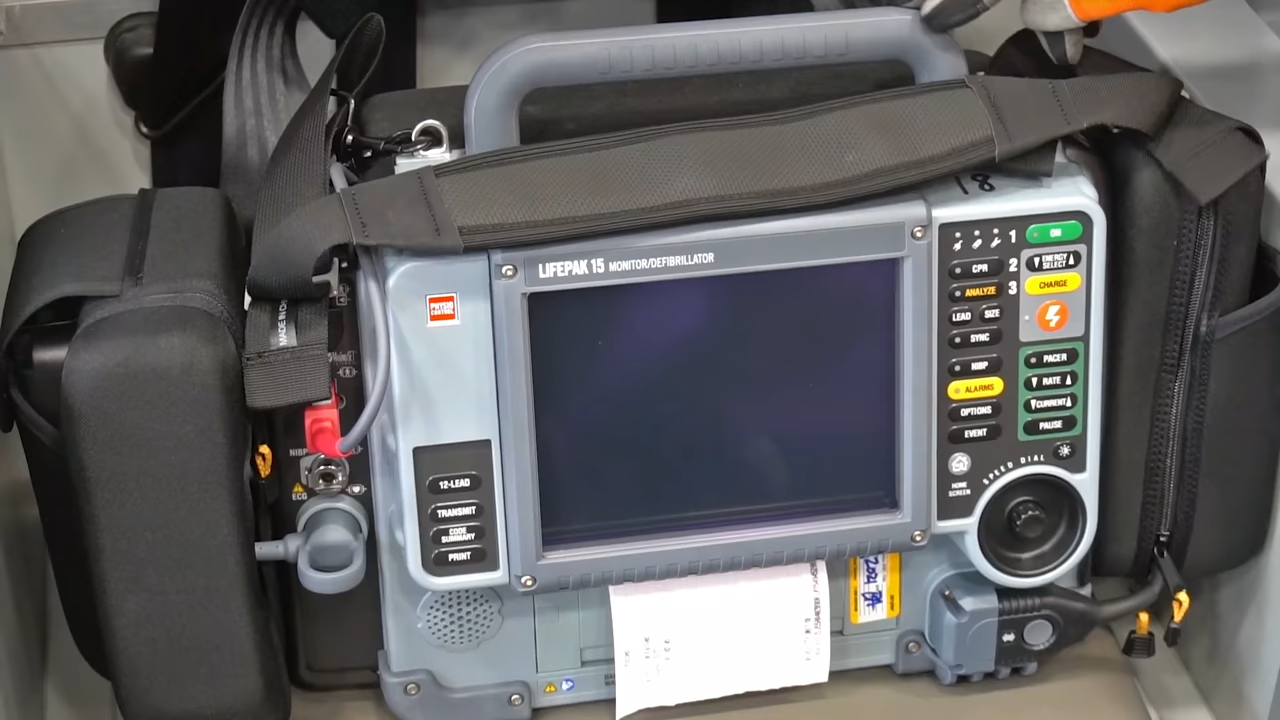 18
LIFEPAK 15 MONITOR/DEFIBRILLATOR
PHYSIO
CONTROL
MADE IN
NIBP
ECG
12-LEAD
TRANSMIT
CODE
SUMMARY
PRINT
1
ON
CPR
2
ENERGY
SELECT
ANALYZE
3
CHARGE
LEAD
SIZE
SYNC
NIBP
PACER
ALARMS
RATE
OPTIONS
CURRENT
EVENT
PAUSE
HOME
SCREEN
SPEED DIAL